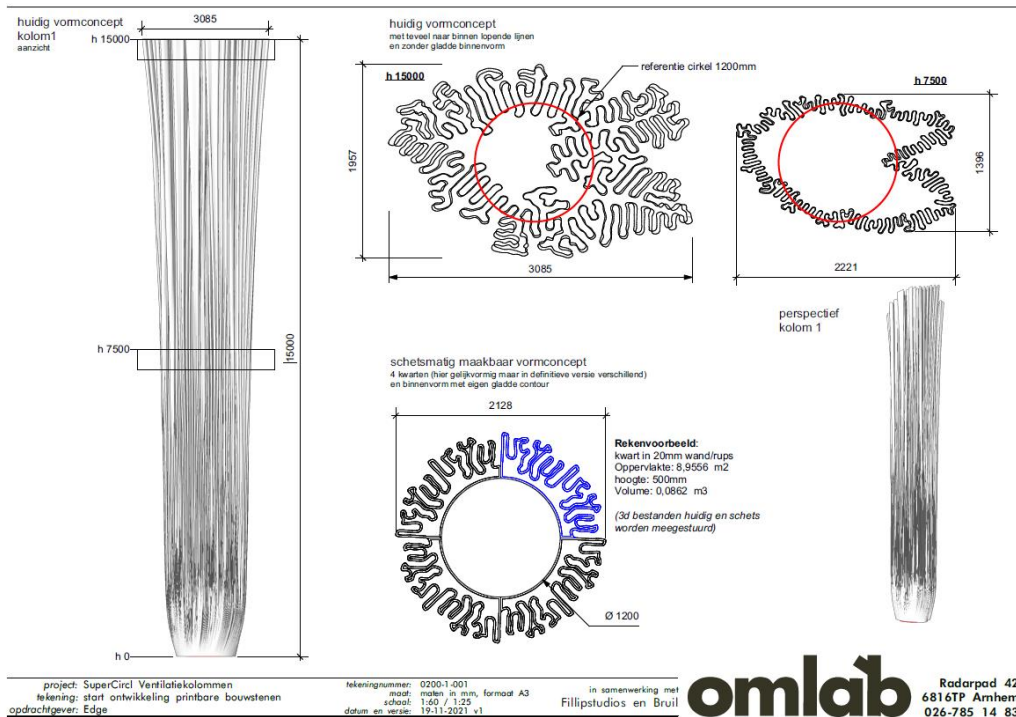 huidig vormconcept
kolom1
aanzicht
3085
h 15000
h 7500
15000
h 0
huidig vormconcept
met teveel naar binnen lopende lijnen
en zonder gladde binnenvorm
h 15000
referentie cirkel 1200mm
1957
3085
h 7500
1396
2221
perspectief
kolom 1
schetsmatig maakbaar vormconcept
4 kwarten (hier gelijkvormig maar in definitieve versie verschillend)
en binnenvorm met eigen gladde contour
2128
Ø 1200
Rekenvoorbeeld:
kwart in 20mm wand/rups
Oppervlakte: 8,9556 m2
hoogte: 500mm
Volume: 0,0862 m3
(3d bestanden huidig en schets
worden meegestuurd)
project: SuperCircl Ventilatiekolommen
tekening: start ontwikkeling printbare bouwstenen
opdrachtgever: Edge
tekeningnummer: 0200-1-001
maat: maten in mm, formaat A3
schaal: 1:60 / 1:25
datum en versie: 19-11-2021 v1
in samenwerking met
Fillipstudios en Bruil
omlab
Radarpad 42
6816TP Arnhem
026-785 14 83